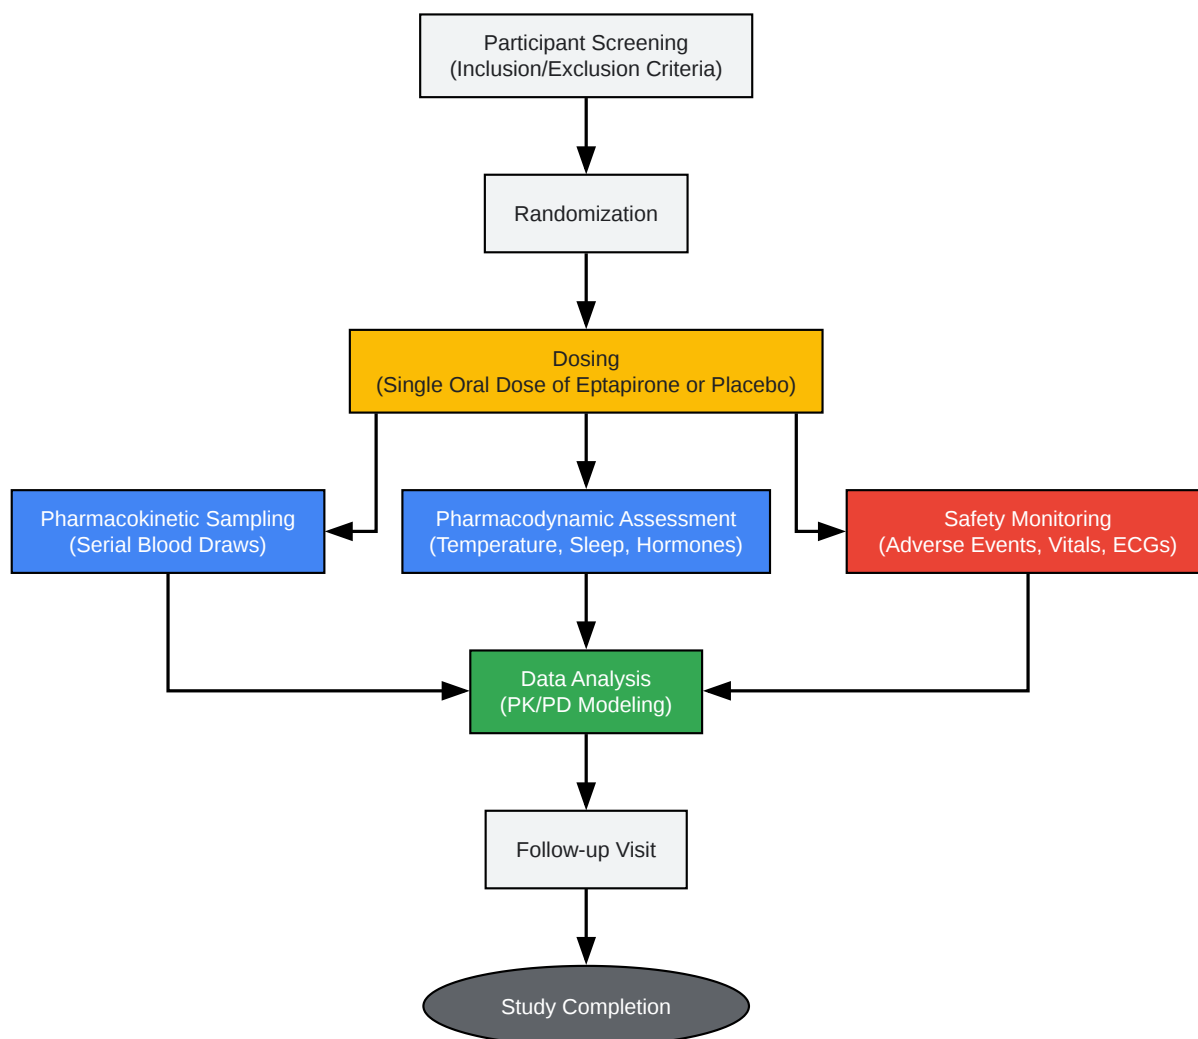 Participant Screening
(Inclusion/Exclusion Criteria)
Randomization
Dosing
(Single Oral Dose of Eptapirone or Placebo)
Pharmacokinetic Sampling
(Serial Blood Draws)
Pharmacodynamic Assessment
(Temperature, Sleep, Hormones)
Safety Monitoring
(Adverse Events, Vitals, ECGs)
Data Analysis
(PK/PD Modeling)
Follow-up Visit
Study Completion